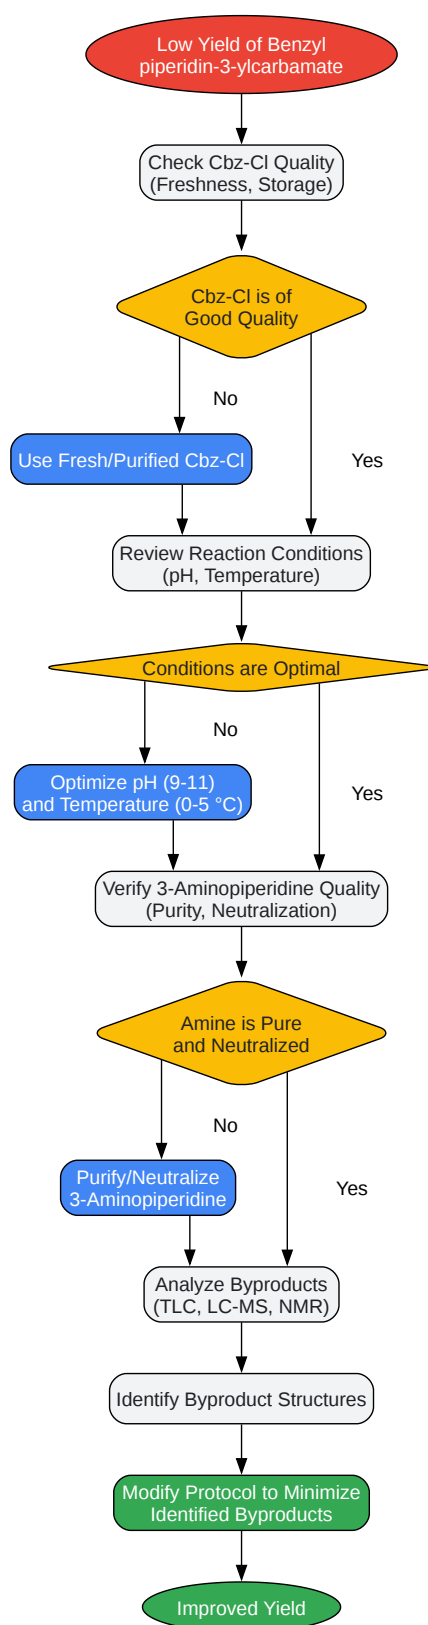 Low Yield of Benzyl
piperidin-3-ylcarbamate
Check Cbz-Cl Quality
(Freshness, Storage)
Cbz-Cl is of
Good Quality
No
Use Fresh/Purified Cbz-Cl
Yes
Review Reaction Conditions
(pH, Temperature)
Conditions are Optimal
No
Optimize pH (9-11)
and Temperature (0-5 °C)
Yes
Verify 3-Aminopiperidine Quality
(Purity, Neutralization)
Amine is Pure
and Neutralized
No
Purify/Neutralize
3-Aminopiperidine
Yes
Analyze Byproducts
(TLC, LC-MS, NMR)
Identify Byproduct Structures
Modify Protocol to Minimize
Identified Byproducts
Improved Yield